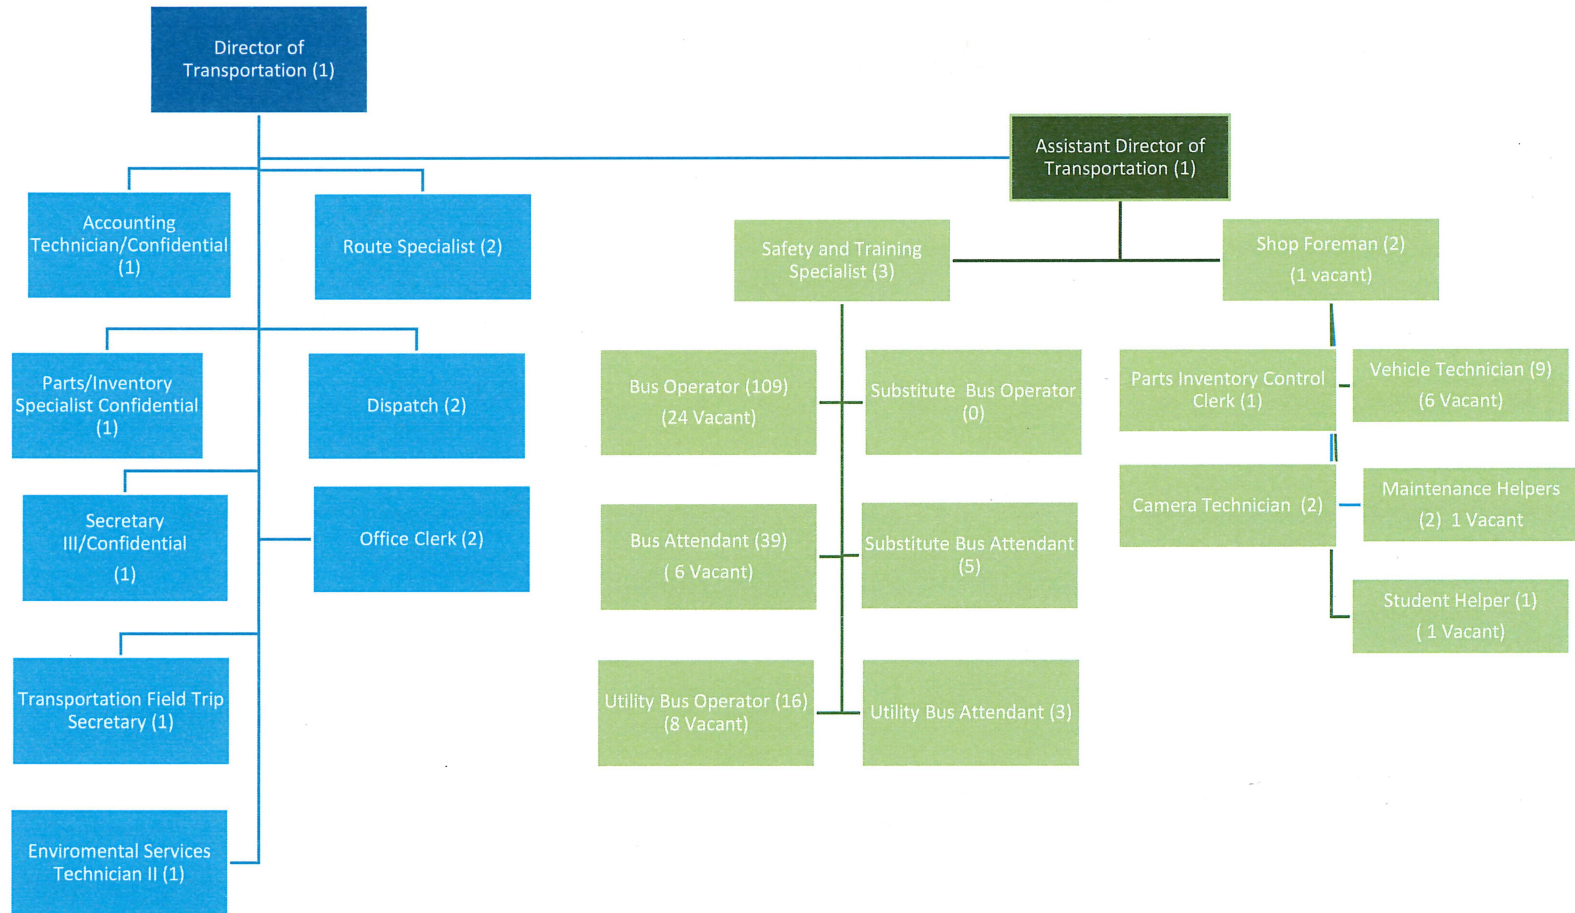 Director of
Transportation (1)
Assistant Director of
Transportation (1)
Accounting
Technician/Confidential
(1)
Route Specialist (2)
Safety and Training
Specialist (3)
Shop Foreman (2)
(1 vacant)
Parts/Inventory
Specialist Confidential
(1)
Dispatch (2)
Bus Operator (109)
(24 Vacant)
Substitute Bus Operator
(0)
Parts Inventory Control
Clerk (1)
Vehicle Technician (9)
(6 Vacant)
Secretary
III/Confidential
(1)
Office Clerk (2)
Bus Attendant (39)
( 6 Vacant)
Substitute Bus Attendant
(5)
Camera Technician (2)
Maintenance Helpers
(2) 1 Vacant
Student Helper (1)
( 1 Vacant)
Transportation Field Trip
Secretary (1)
Utility Bus Operator (16)
(8 Vacant)
Utility Bus Attendant (3)
Enviromental Services
Technician II (1)